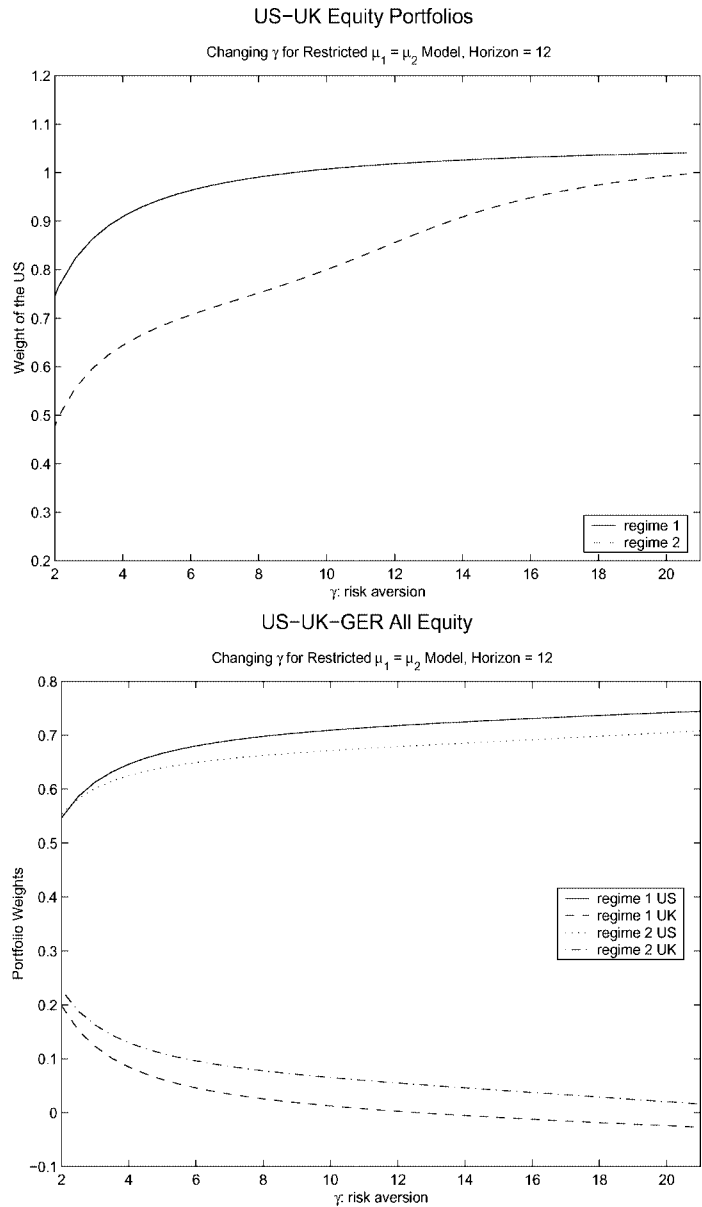 US−UK Equity Portfolios
Changing γ for Restricted μ1 = μ2 Model, Horizon = 12
1.2
1.1
1
0.9
0.8
0.7
0.6
0.5
0.4
0.3
0.2
Weight of the US
regime 1
regime 2
2 4 6 8 10 12 14 16 18 20
γ: risk aversion
US−UK−GER All Equity
Changing γ for Restricted μ1 = μ2 Model, Horizon = 12
0.8
0.7
0.6
0.5
0.4
0.3
0.2
0.1
0
−0.1
Portfolio Weights
regime 1 US
regime 1 UK
regime 2 US
regime 2 UK
2 4 6 8 10 12 14 16 18 20
γ: risk aversion